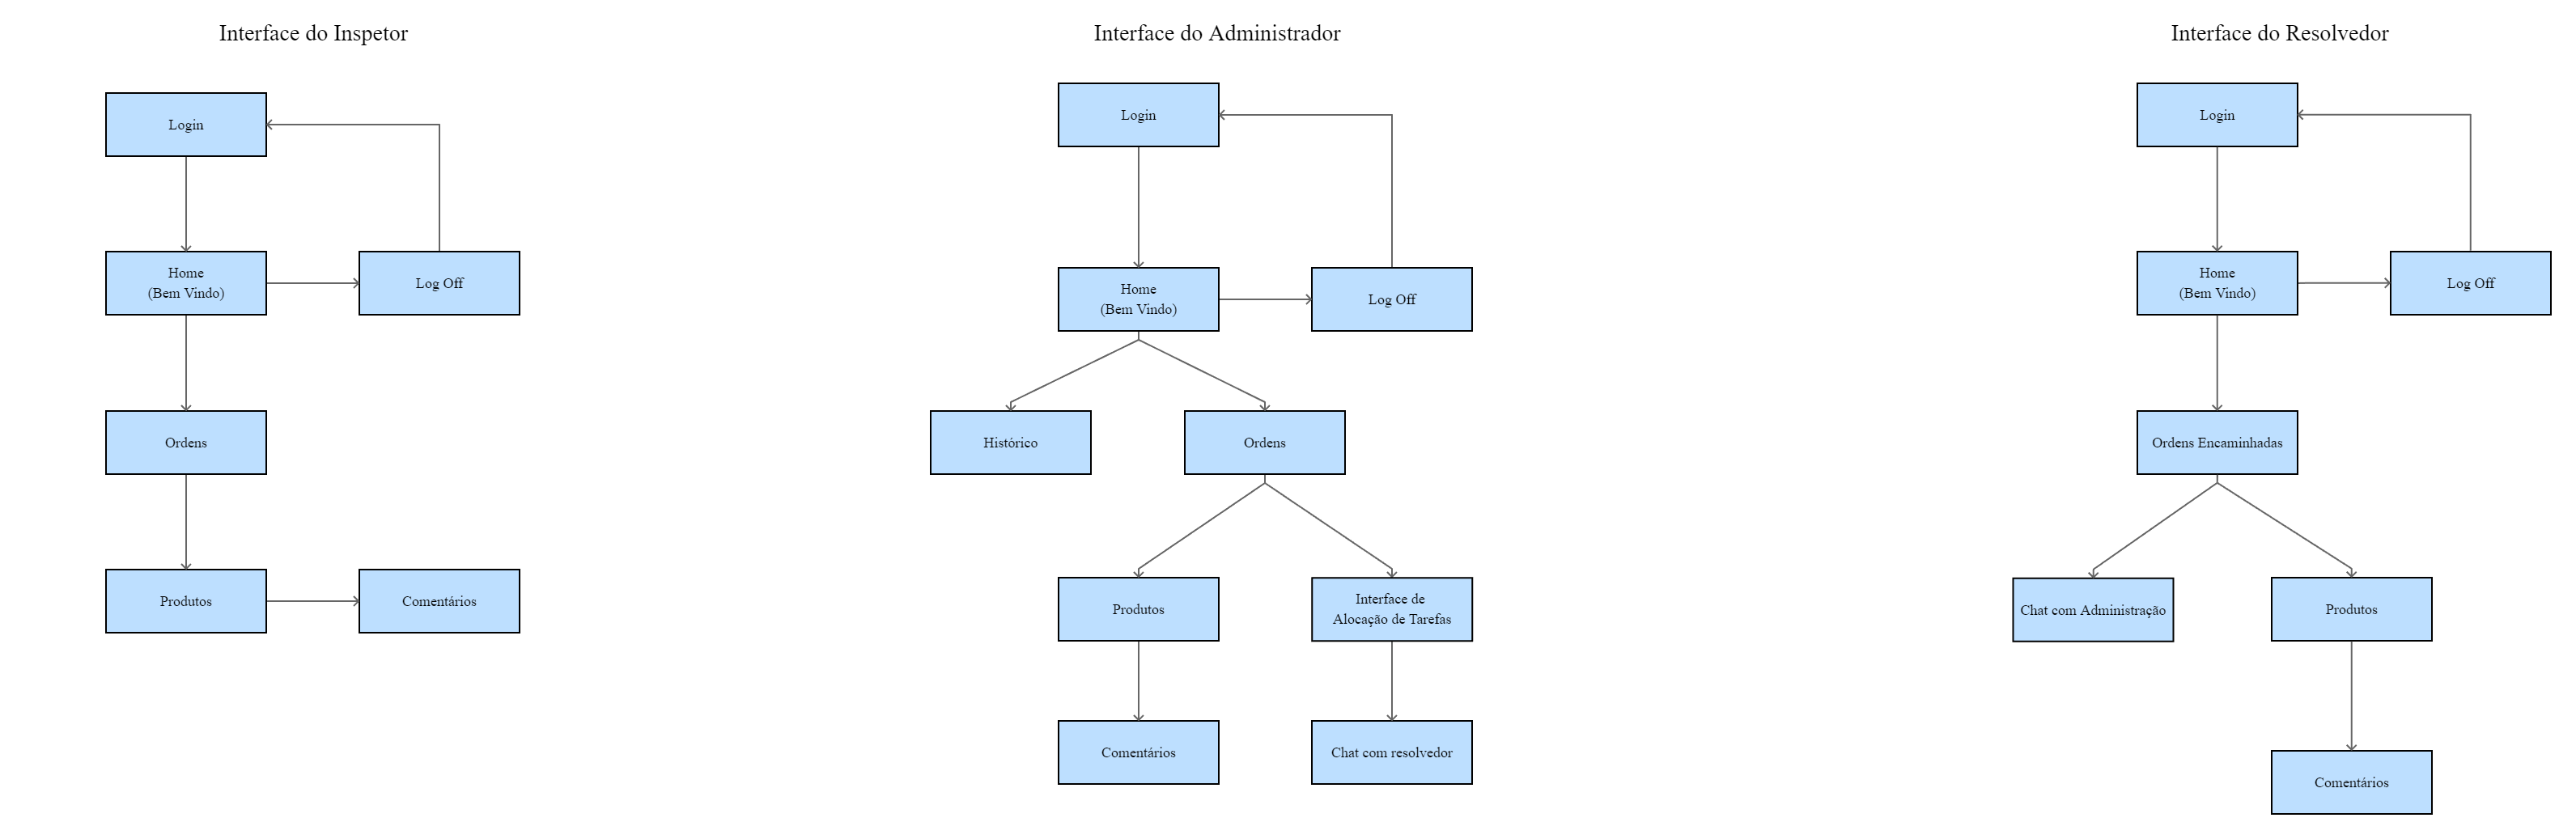 Interface do Inspetor
Login
Home
(Bem Vindo)
Log Off
Ordens
Produtos
Comentários
Interface do Administrador
Login
Home
(Bem Vindo)
Log Off
Histórico
Ordens
Produtos
Interface de
Alocação de Tarefas
Comentários
Chat com resolvedor
Interface do Resolvedor
Login
Home
(Bem Vindo)
Log Off
Ordens Encaminhadas
Chat com Administração
Produtos
Comentários